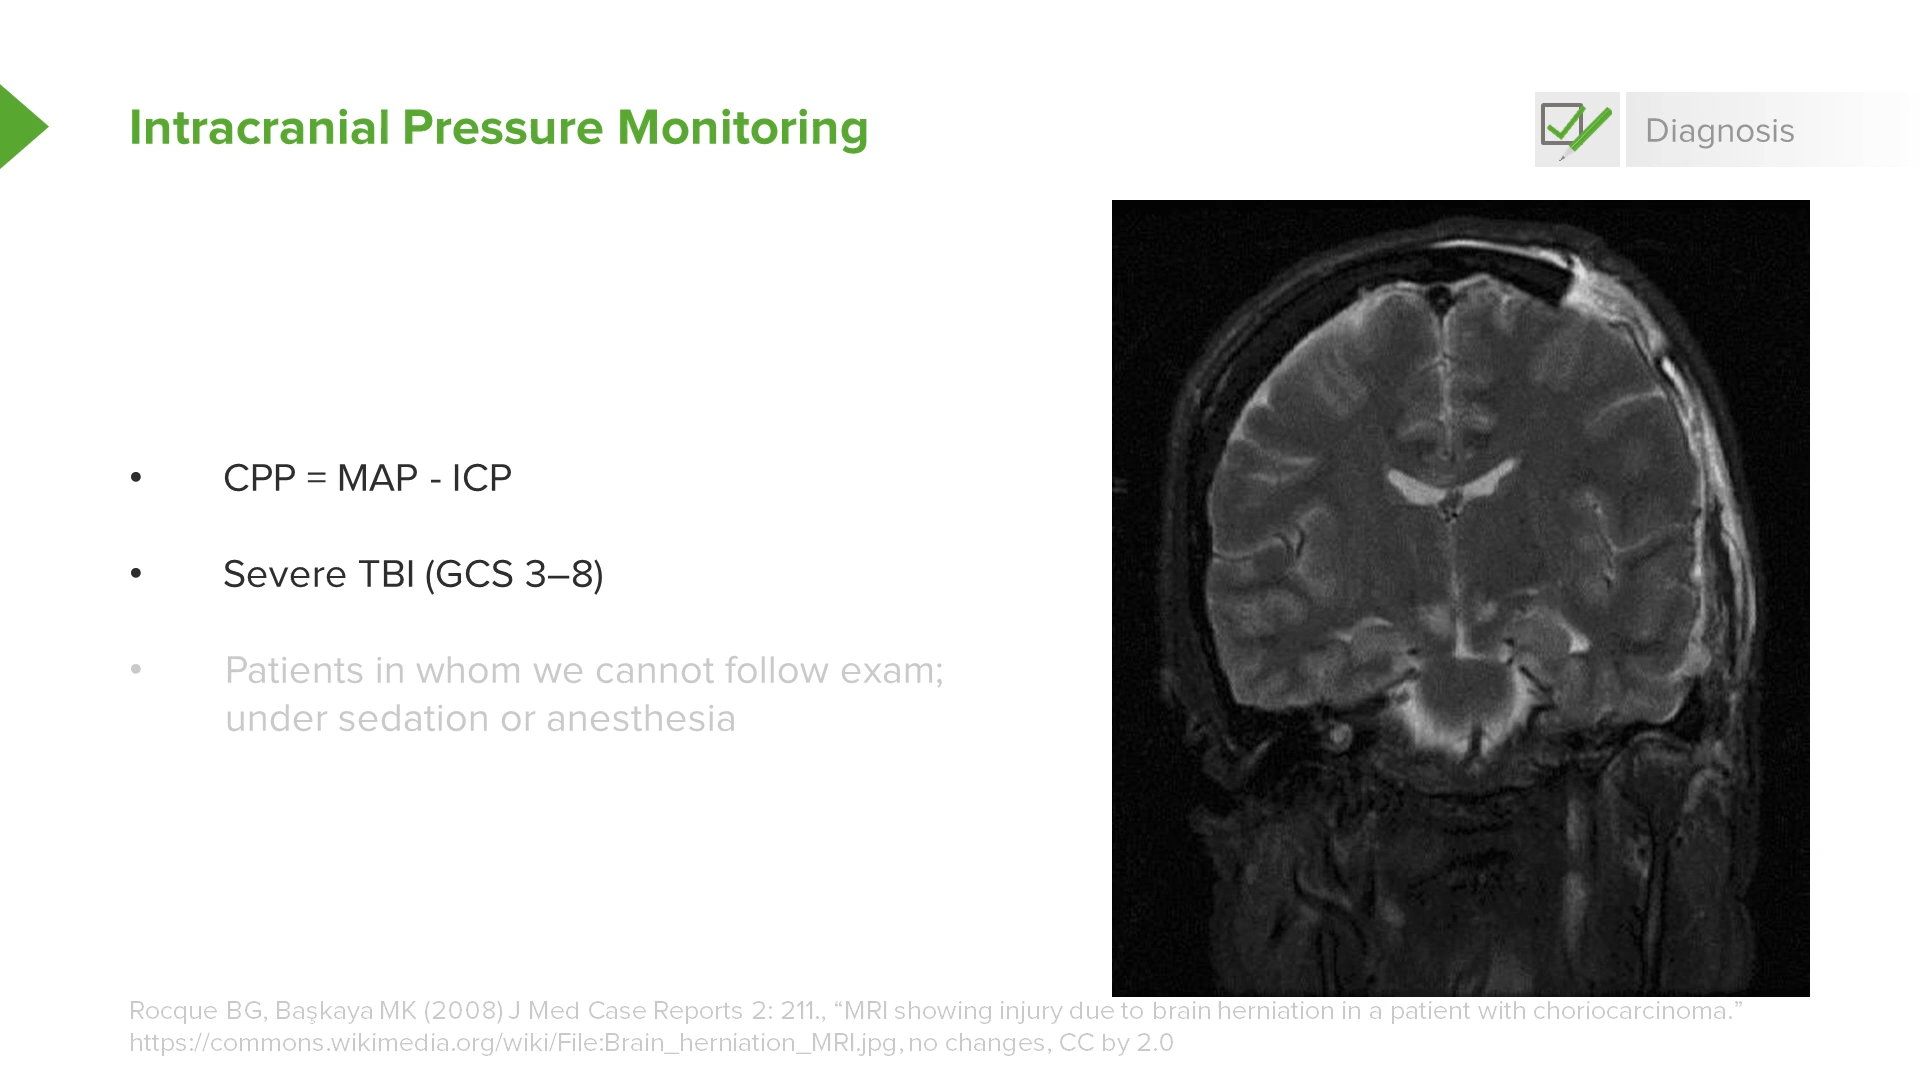 Intracranial Pressure Monitoring
Diagnosis
• CPP = MAP - ICP
• Severe TBI (GCS 3–8)
• Patients in whom we cannot follow exam;
under sedation or anesthesia
Rocque BG, Başkaya MK (2008) J Med Case Reports 2: 211., “MRI showing injury due to brain herniation in a patient with choriocarcinoma.”
https://commons.wikimedia.org/wiki/File:Brain_herniation_MRI.jpg, no changes, CC by 2.0